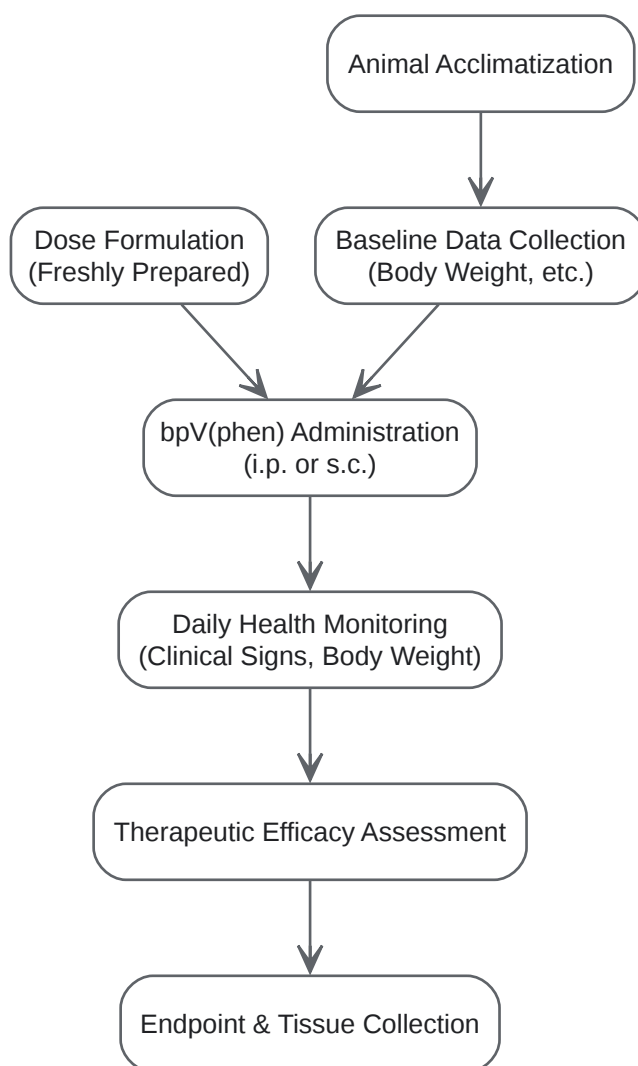 Animal Acclimatization
Dose Formulation
(Freshly Prepared)
Baseline Data Collection
(Body Weight, etc.)
bpV(phen) Administration
(i.p. or s.c.)
Daily Health Monitoring
(Clinical Signs, Body Weight)
Therapeutic Efficacy Assessment
Endpoint & Tissue Collection